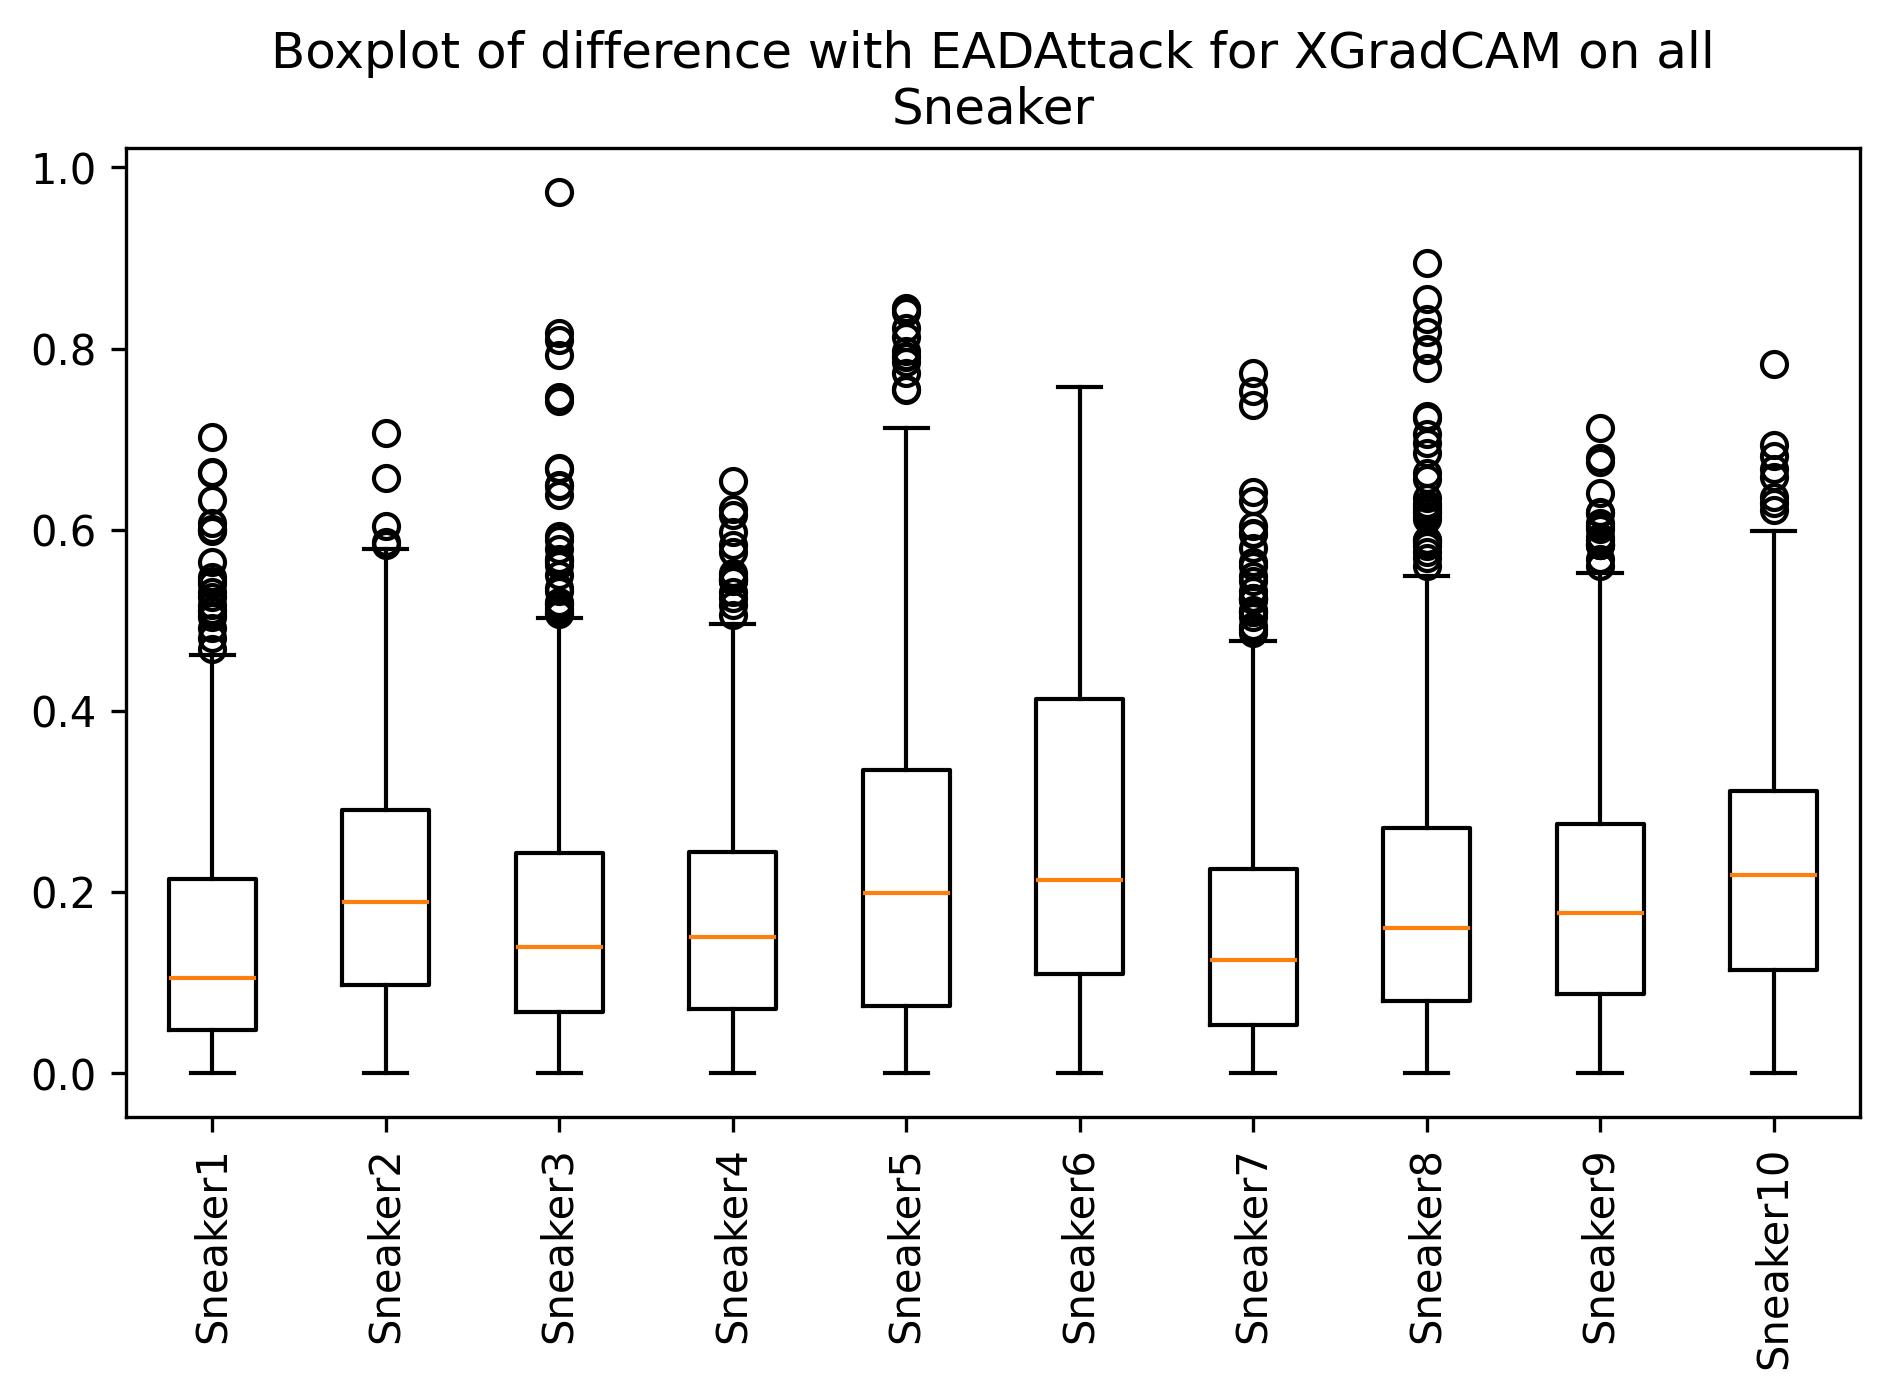 Boxplot of difference with EADAttack for XGradCAM on all
Sneaker
1.0
0.8
0.6
0.4
0.2
0.0
Sneaker1
Sneaker2
Sneaker3
Sneaker4
Sneaker5
Sneaker6
Sneaker7
Sneaker8
Sneaker9
Sneaker10